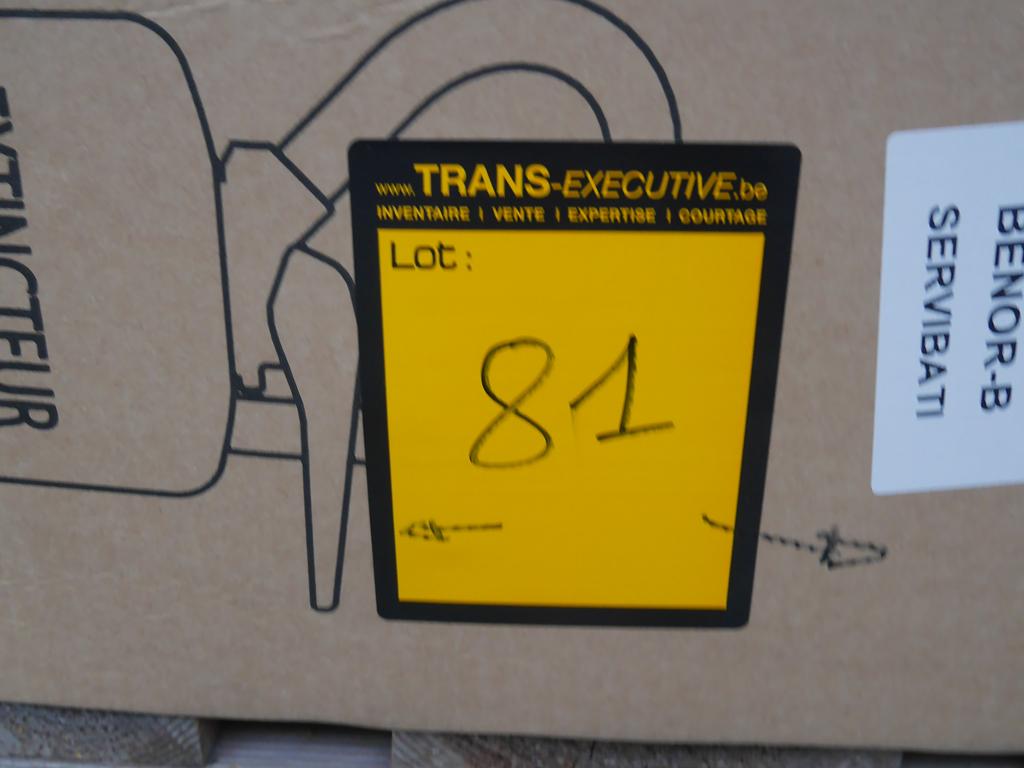 EXTINCTEUR
www.TRANS-EXECUTIVE.be
INVENTAIRE | VENTE | EXPERTISE | COURTAGE
Lot:
81
BENOR-B
SERVIBATI